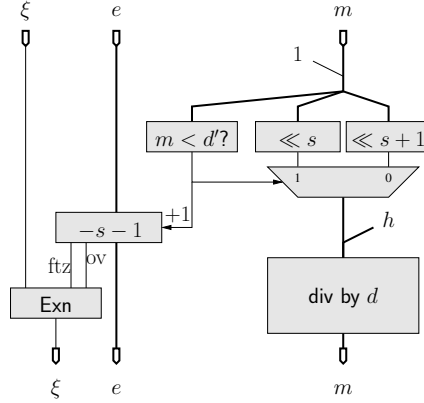 ξ e m
1
m < d′? ≪ s ≪ s + 1
1 0
+1
−s − 1 h
ftz ov
Exn div by d
ξ e m